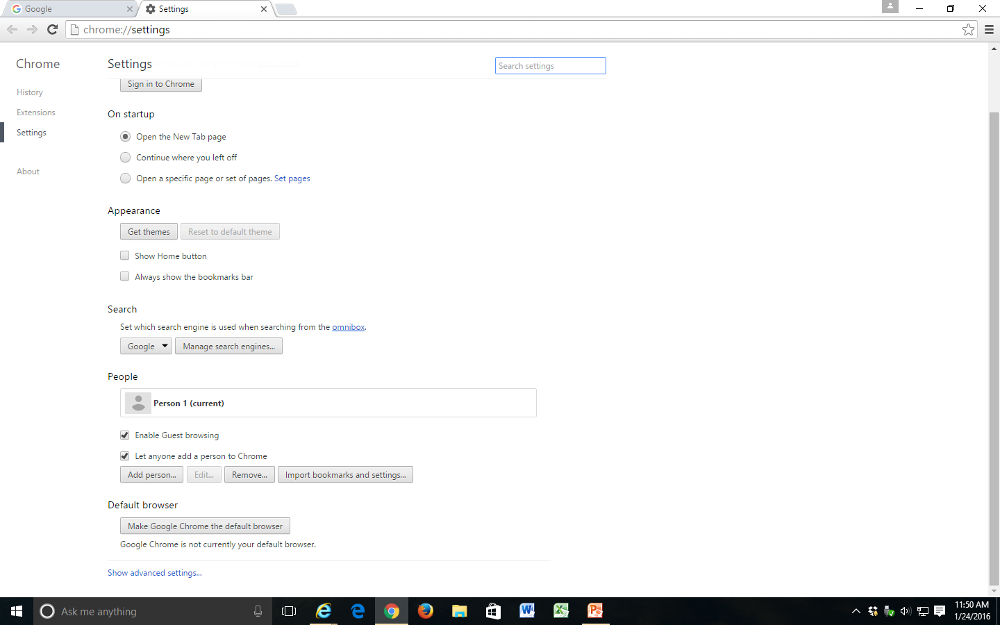 Google
Settings
chrome://settings
Chrome
Settings
Search settings
Sign in to Chrome
History
Extensions
Settings
About
On startup
Open the New Tab page
Continue where you left off
Open a specific page or set of pages. Set pages
Appearance
Get themes
Reset to default theme
Show Home button
Always show the bookmarks bar
Search
Set which search engine is used when searching from the omnibox.
Google
Manage search engines...
People
Person 1 (current)
Enable Guest browsing
Let anyone add a person to Chrome
Add person...
Edit...
Remove...
Import bookmarks and settings...
Default browser
Make Google Chrome the default browser
Google Chrome is not currently your default browser.
Show advanced settings...
Ask me anything
11:50 AM
1/24/2016